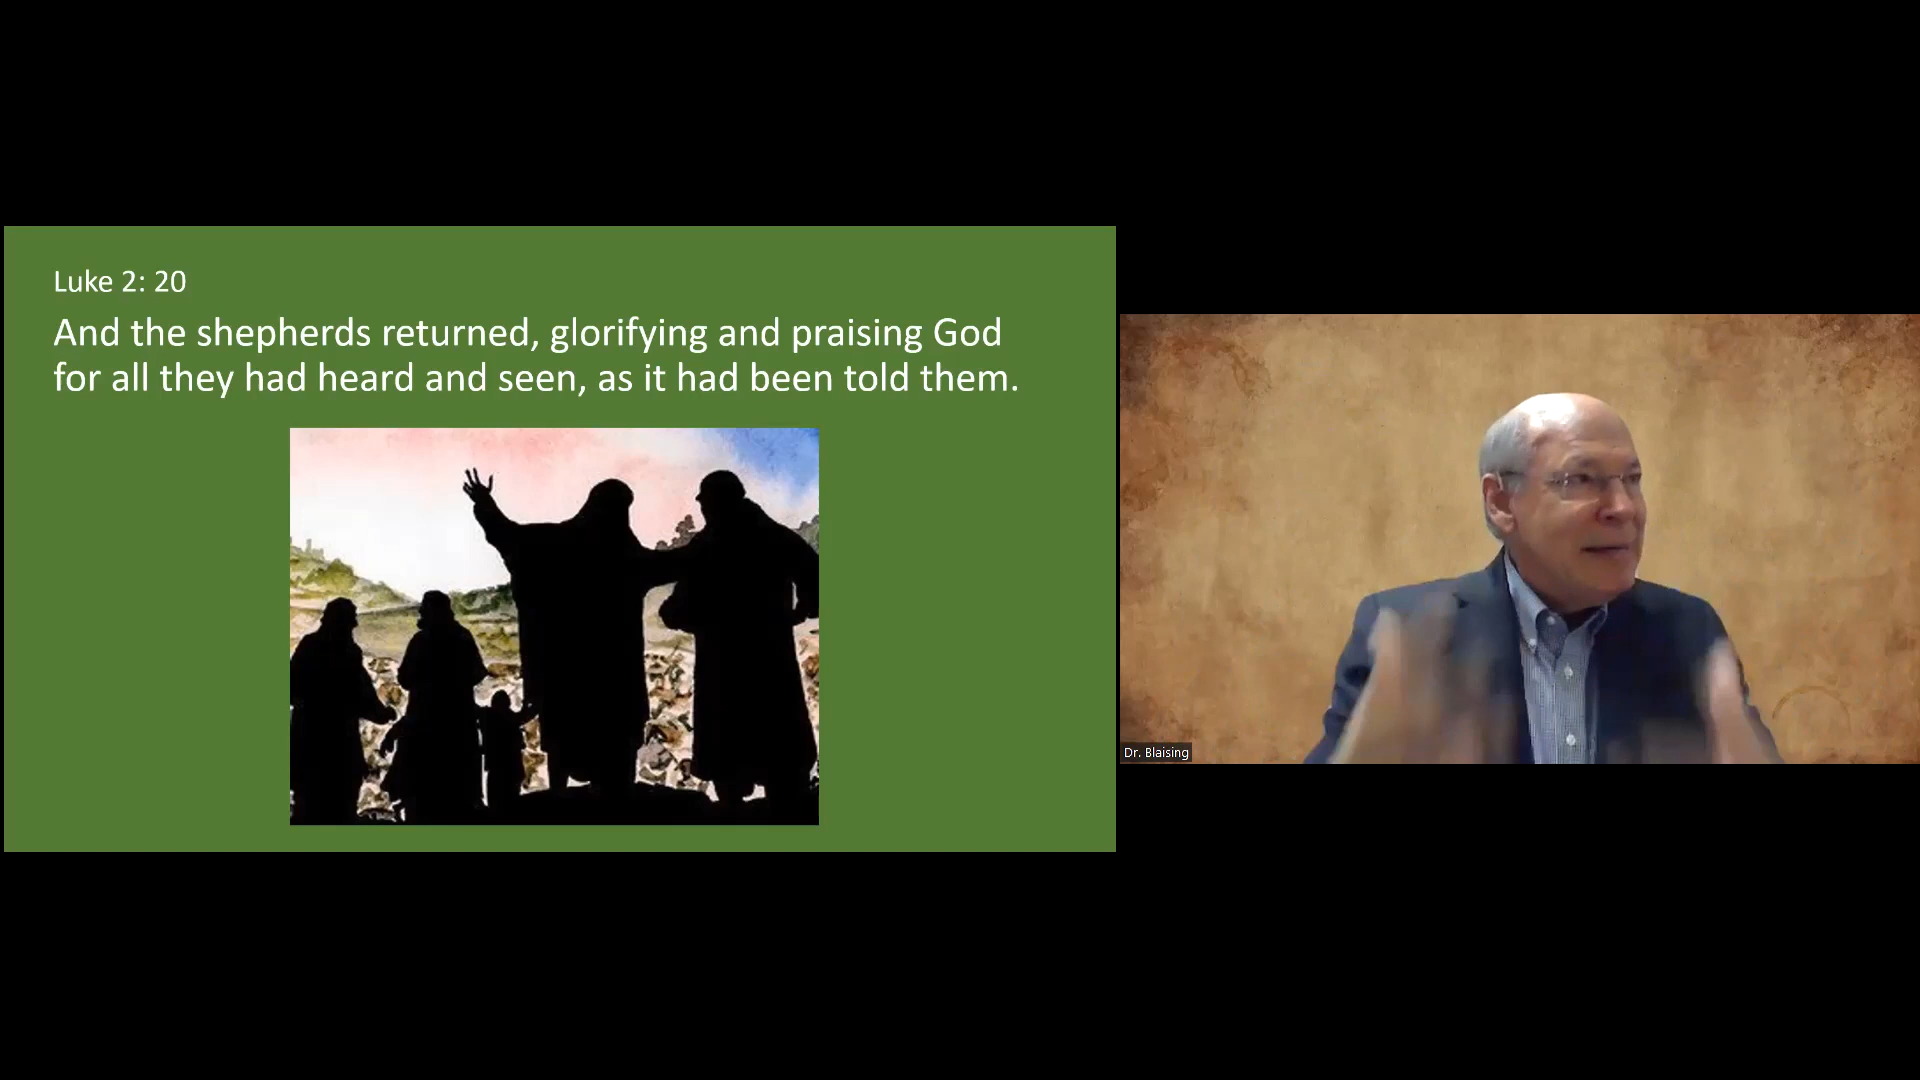 Luke 2: 20
And the shepherds returned, glorifying and praising God
for all they had heard and seen, as it had been told them.
Dr. Blaising